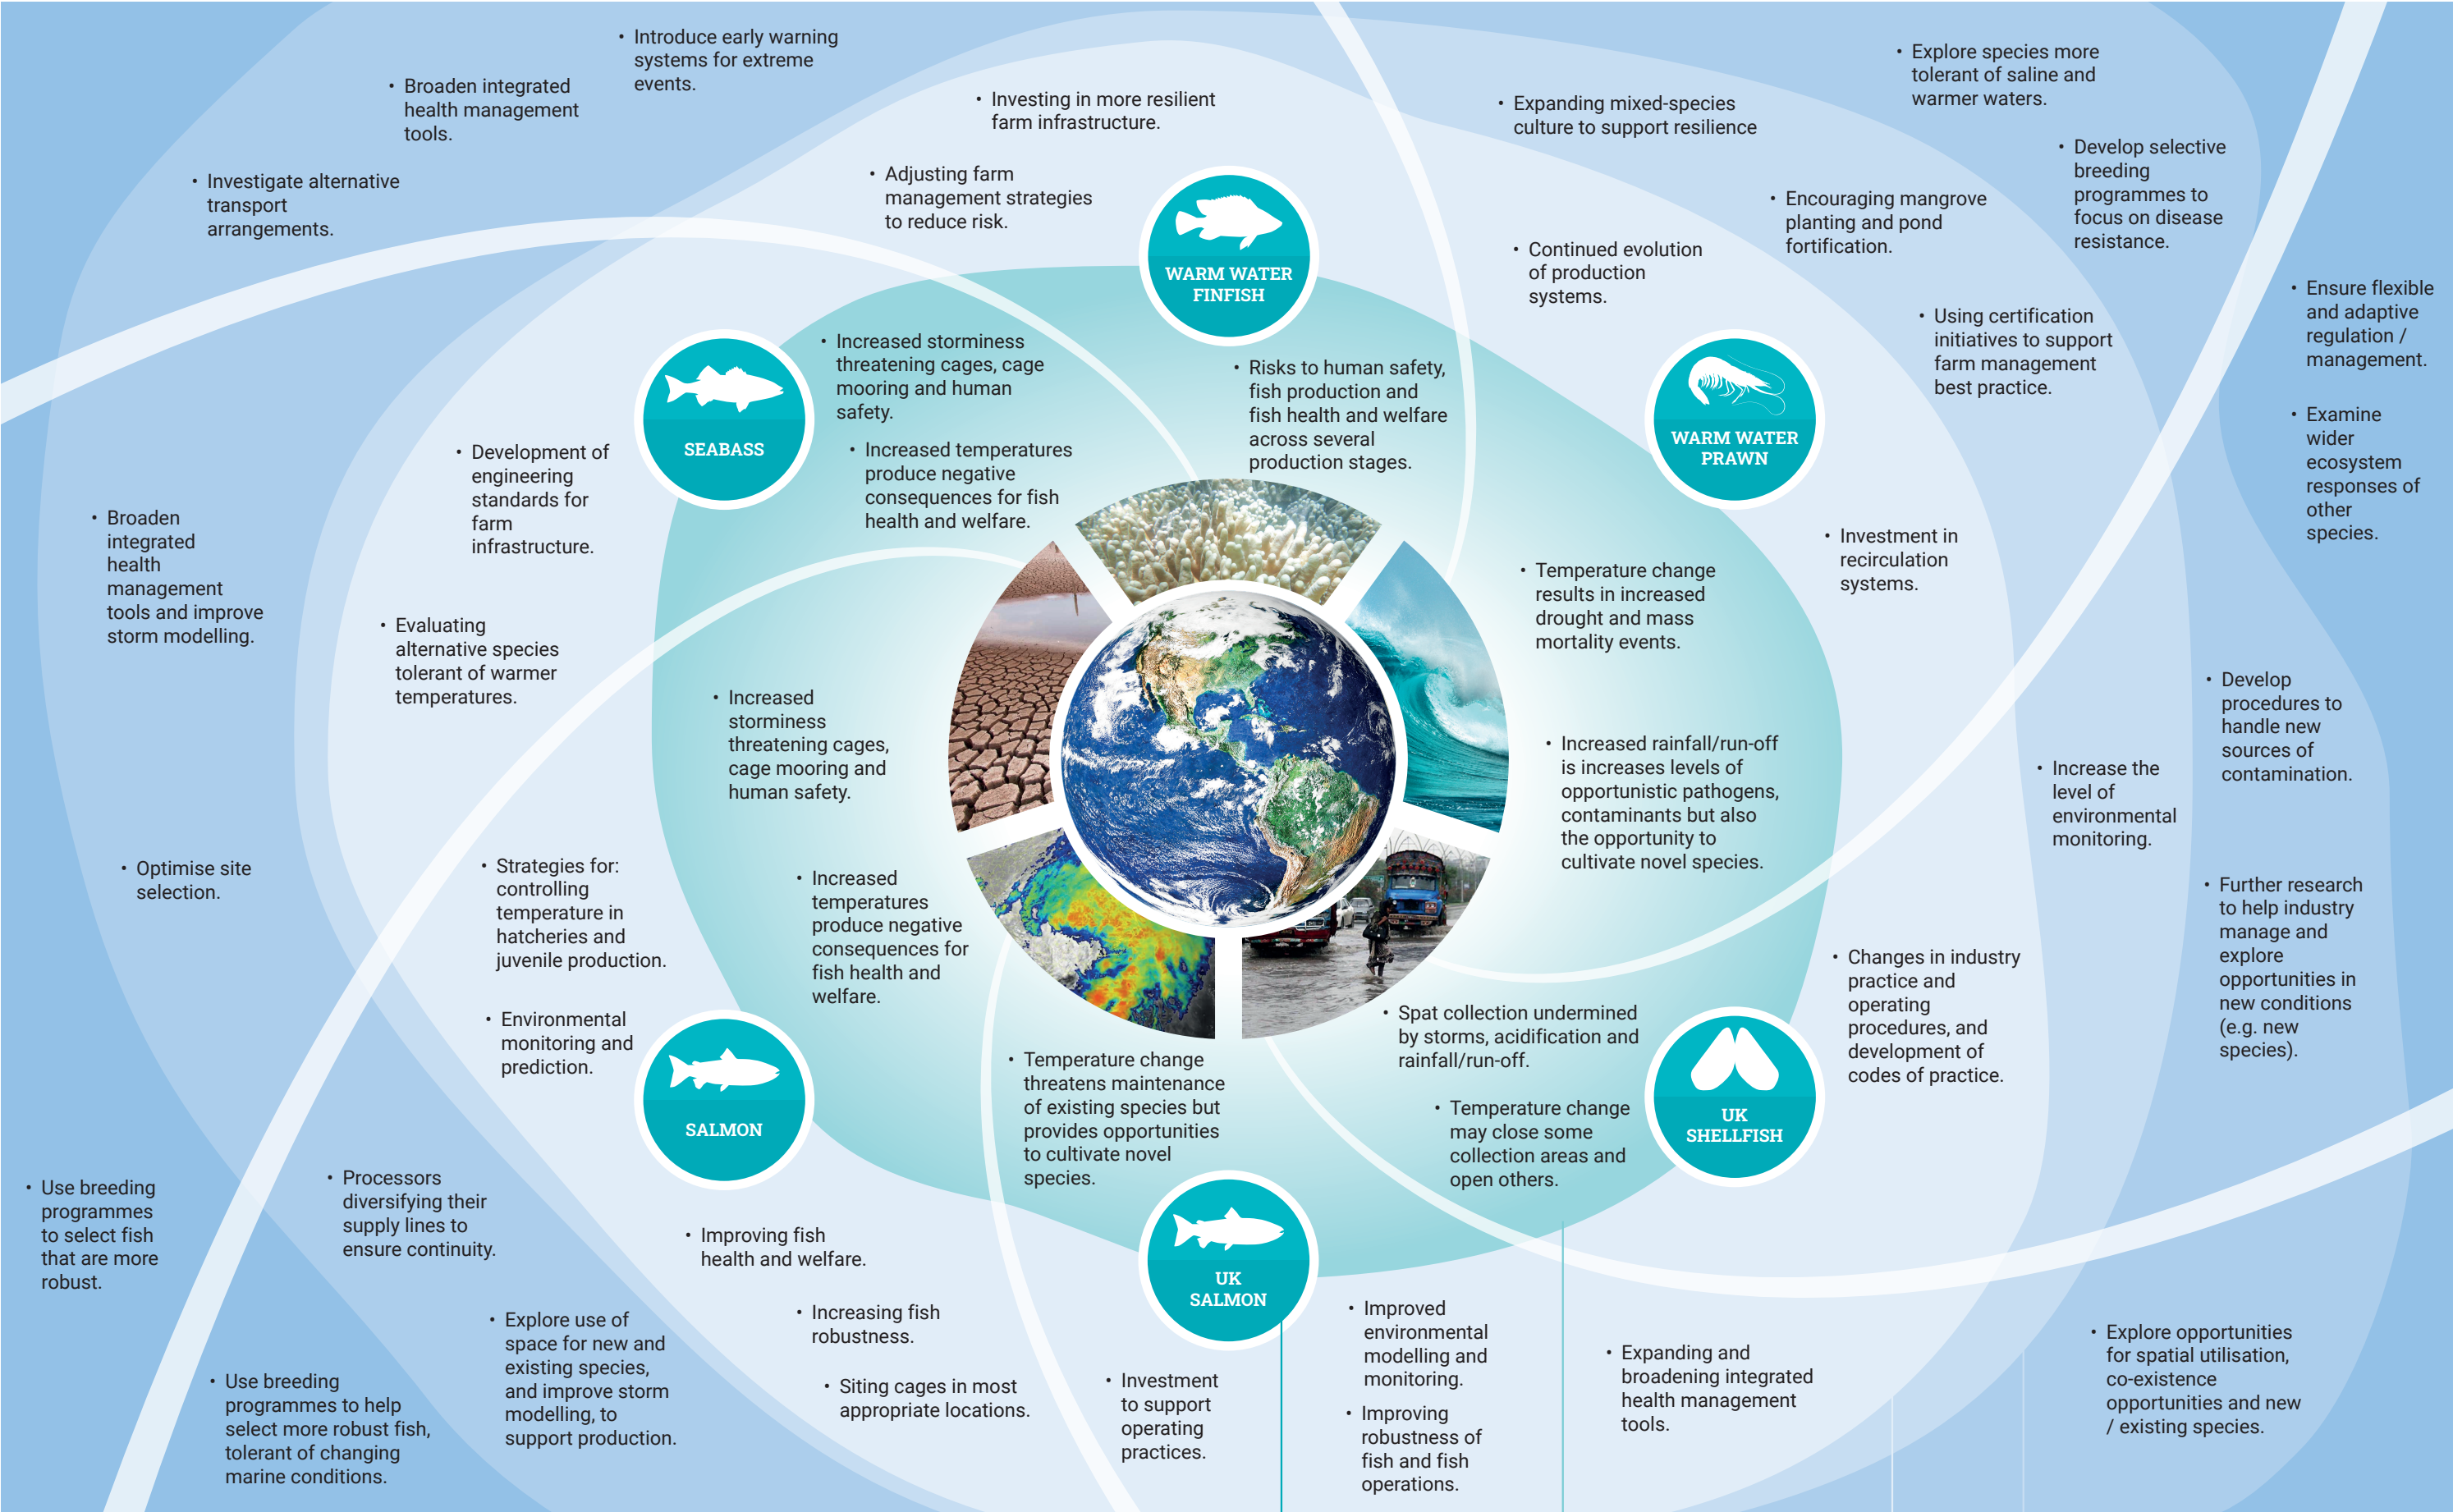 • Introduce early warning
systems for extreme
events.
• Broaden integrated
health management
tools.
• Investigate alternative
transport
arrangements.
• Investing in more resilient
farm infrastructure.
• Adjusting farm
management strategies
to reduce risk.
WARM WATER
FINFISH
• Risks to human safety,
fish production and
fish health and welfare
across several
production stages.
• Explore species more
tolerant of saline and
warmer waters.
• Expanding mixed-species
culture to support resilience
• Develop selective
breeding
programmes to
focus on disease
resistance.
• Encouraging mangrove
planting and pond
fortification.
• Continued evolution
of production
systems.
• Using certification
initiatives to support
farm management
best practice.
• Ensure flexible
and adaptive
regulation /
management.
• Examine
wider
ecosystem
responses of
other
species.
WARM WATER
PRAWN
• Investment in
recirculation
systems.
• Temperature change
results in increased
drought and mass
mortality events.
SEABASS
• Increased storminess
threatening cages, cage
mooring and human
safety.
• Increased temperatures
produce negative
consequences for fish
health and welfare.
• Development of
engineering
standards for
farm
infrastructure.
• Broaden
integrated
health
management
tools and improve
storm modelling.
• Evaluating
alternative species
tolerant of warmer
temperatures.
• Optimise site
selection.
• Increased
storminess
threatening cages,
cage mooring and
human safety.
• Increased
temperatures
produce negative
consequences for
fish health and
welfare.
• Strategies for:
controlling
temperature in
hatcheries and
juvenile production.
• Environmental
monitoring and
prediction.
SALMON
• Use breeding
programmes
to select fish
that are more
robust.
• Processors
diversifying their
supply lines to
ensure continuity.
• Improving fish
health and welfare.
• Increasing fish
robustness.
• Siting cages in most
appropriate locations.
• Explore use of
space for new and
existing species,
and improve storm
modelling, to
support production.
• Use breeding
programmes to help
select more robust fish,
tolerant of changing
marine conditions.
• Temperature change
threatens maintenance
of existing species but
provides opportunities
to cultivate novel
species.
UK
SALMON
• Investment
to support
operating
practices.
• Improved
environmental
modelling and
monitoring.
• Improving
robustness of
fish and fish
operations.
• Expanding and
broadening integrated
health management
tools.
• Explore opportunities
for spatial utilisation,
co-existence
opportunities and new
/ existing species.
• Increased rainfall/run-off
is increases levels of
opportunistic pathogens,
contaminants but also
the opportunity to
cultivate novel species.
• Spat collection undermined
by storms, acidification and
rainfall/run-off.
• Temperature change
may close some
collection areas and
open others.
UK
SHELLFISH
• Changes in industry
practice and
operating
procedures, and
development of
codes of practice.
• Increase the
level of
environmental
monitoring.
• Develop
procedures to
handle new
sources of
contamination.
• Further research
to help industry
manage and
explore
opportunities in
new conditions
(e.g. new
species).